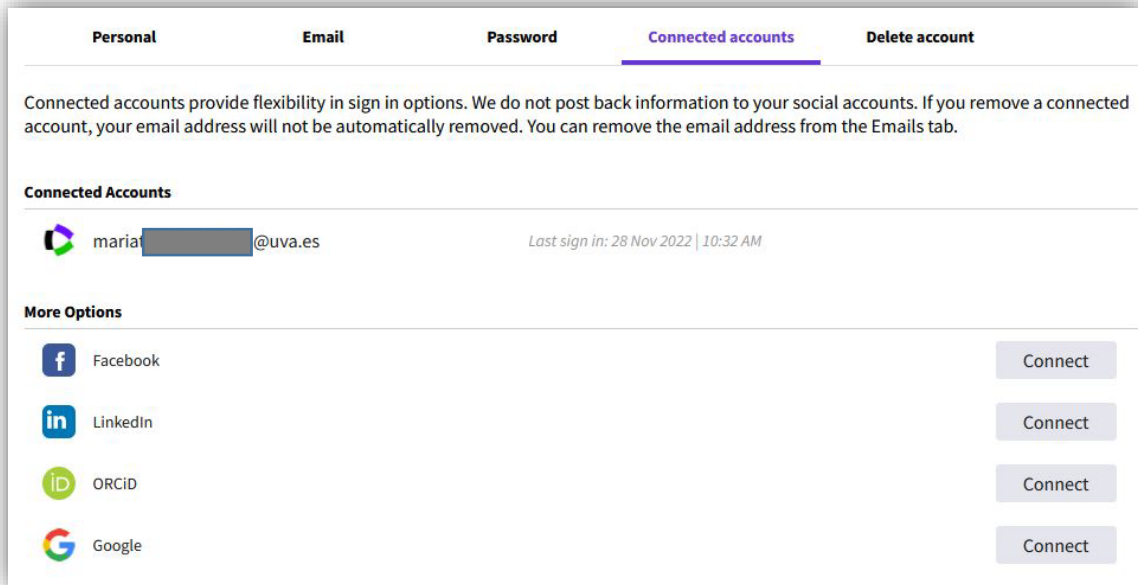 Personal Email Password Connected accounts Delete account
Connected accounts provide flexibility in sign in options. We do not post back information to your social accounts. If you remove a connected
account, your email address will not be automatically removed. You can remove the email address from the Emails tab.
Connected Accounts
@uva.es Last sign in: 28 Nov 2022 | 10:32 AM
More Options
Facebook Connect
LinkedIn Connect
ORCiD Connect
Google Connect